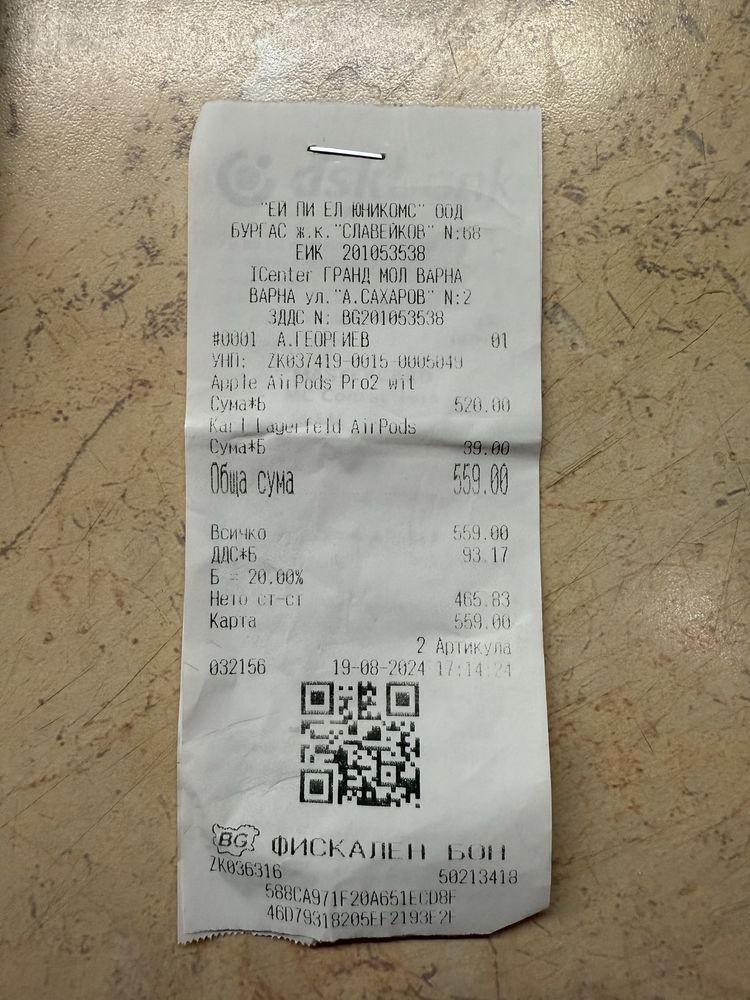 "ЕЙ ПИ ЕЛ ЮНИКОМС" ООД
БУРГАС ж.к."СЛАВЕЙКОВ" N:68
ЕИК 201053538
ICenter ГРАНД МОЛ ВАРНА
ВАРНА ул."А.САХАРОВ" N:2
ЗДДС N: BG201053538
#0001 А.ГЕОРГИЕВ 01
УНП: ZK037419-0015-0005049
Apple AirPods Pro2 wit
Сума*Б 520.00
Karl Lagerfeld AirPods
Сума*Б 39.00
Обща сума 559.00
Всичко 559.00
ДДС*Б 93.17
Б = 20.00%
Нето ст-ст 465.83
Карта 559.00
2 Артикула
032156 19-08-2024 17:14:24
BG ФИСКАЛЕН БОН
ZK036316 50213418
588CA971F20A651ECD8F
46D79318205EF2193E2F